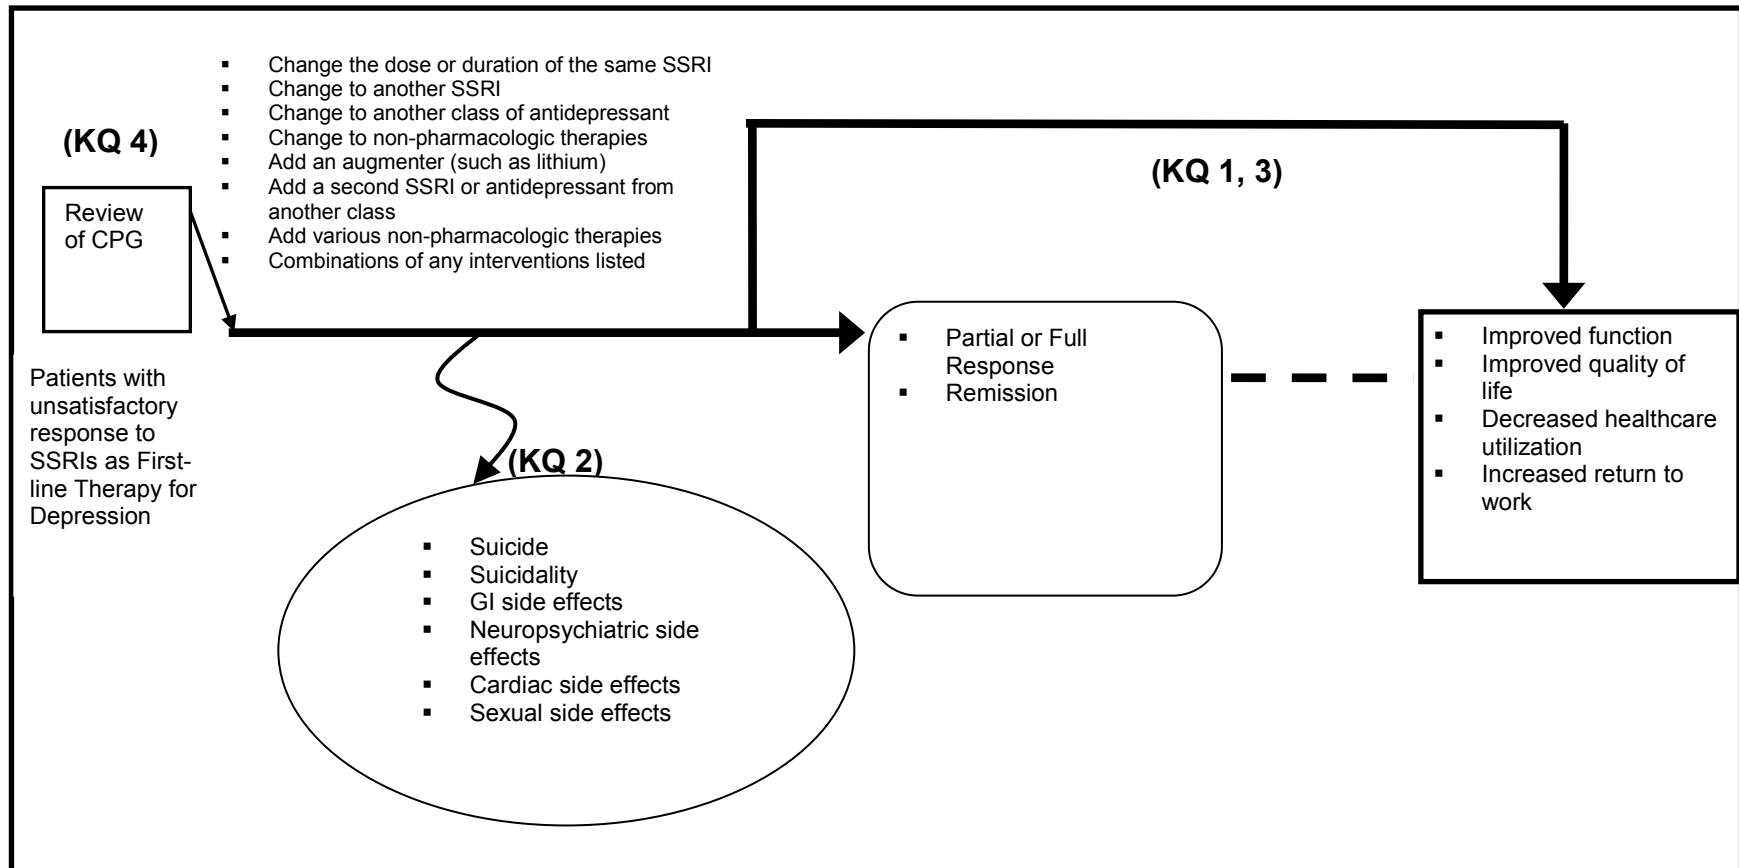 ▪ Change the dose or duration of the same SSRI
▪ Change to another SSRI
▪ Change to another class of antidepressant
▪ Change to non-pharmacologic therapies
▪ Add an augmenter (such as lithium)
▪ Add a second SSRI or antidepressant from
another class
▪ Add various non-pharmacologic therapies
▪ Combinations of any interventions listed
(KQ 4)
Review
of CPG
Patients with
unsatisfactory
response to
SSRIs as First-
line Therapy for
Depression
(KQ 1, 3)
▪ Partial or Full
Response
▪ Remission
▪ Improved function
▪ Improved quality of
life
▪ Decreased healthcare
utilization
▪ Increased return to
work
(KQ 2)
▪ Suicide
▪ Suicidality
▪ GI side effects
▪ Neuropsychiatric side
effects
▪ Cardiac side effects
▪ Sexual side effects